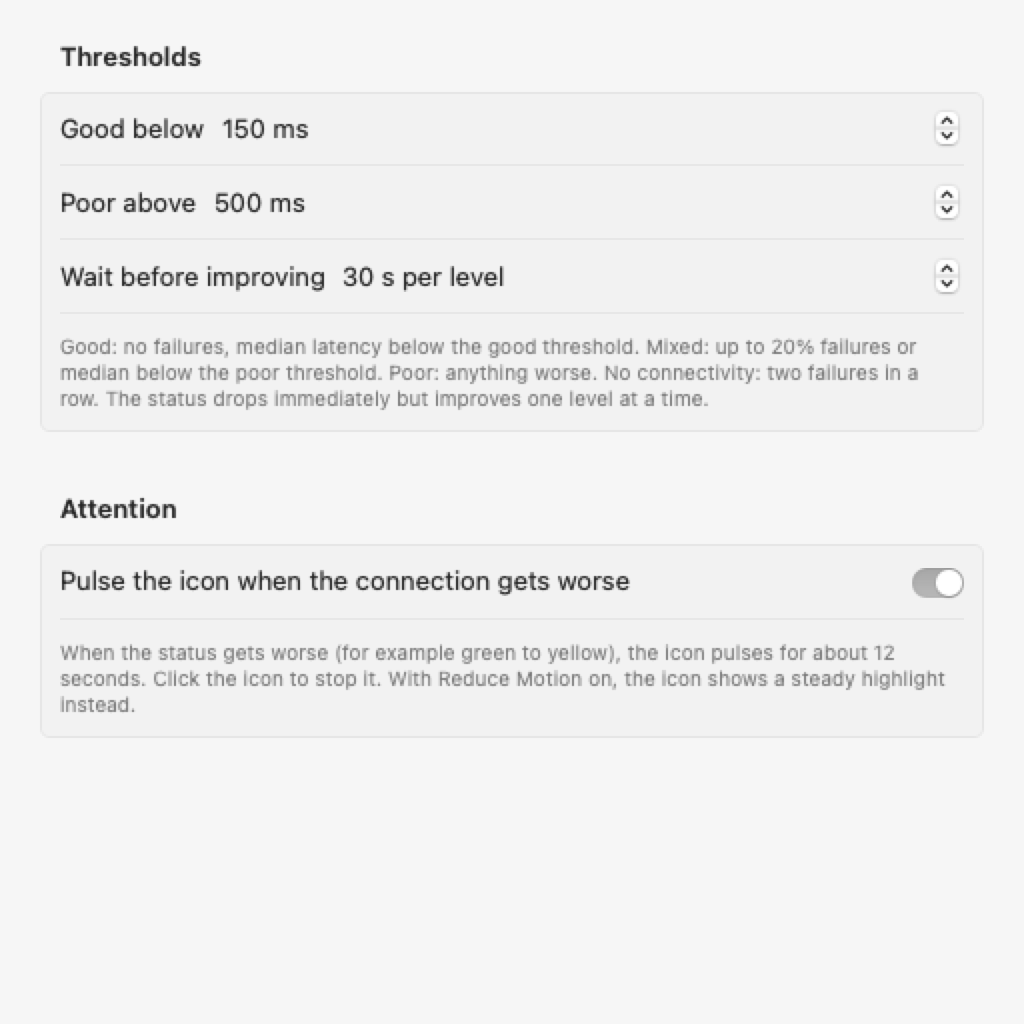 Thresholds
Good below 150 ms
Poor above 500 ms
Wait before improving 30 s per level
Good: no failures, median latency below the good threshold. Mixed: up to 20% failures or
median below the poor threshold. Poor: anything worse. No connectivity: two failures in a
row. The status drops immediately but improves one level at a time.
Attention
Pulse the icon when the connection gets worse
When the status gets worse (for example green to yellow), the icon pulses for about 12
seconds. Click the icon to stop it. With Reduce Motion on, the icon shows a steady highlight
instead.